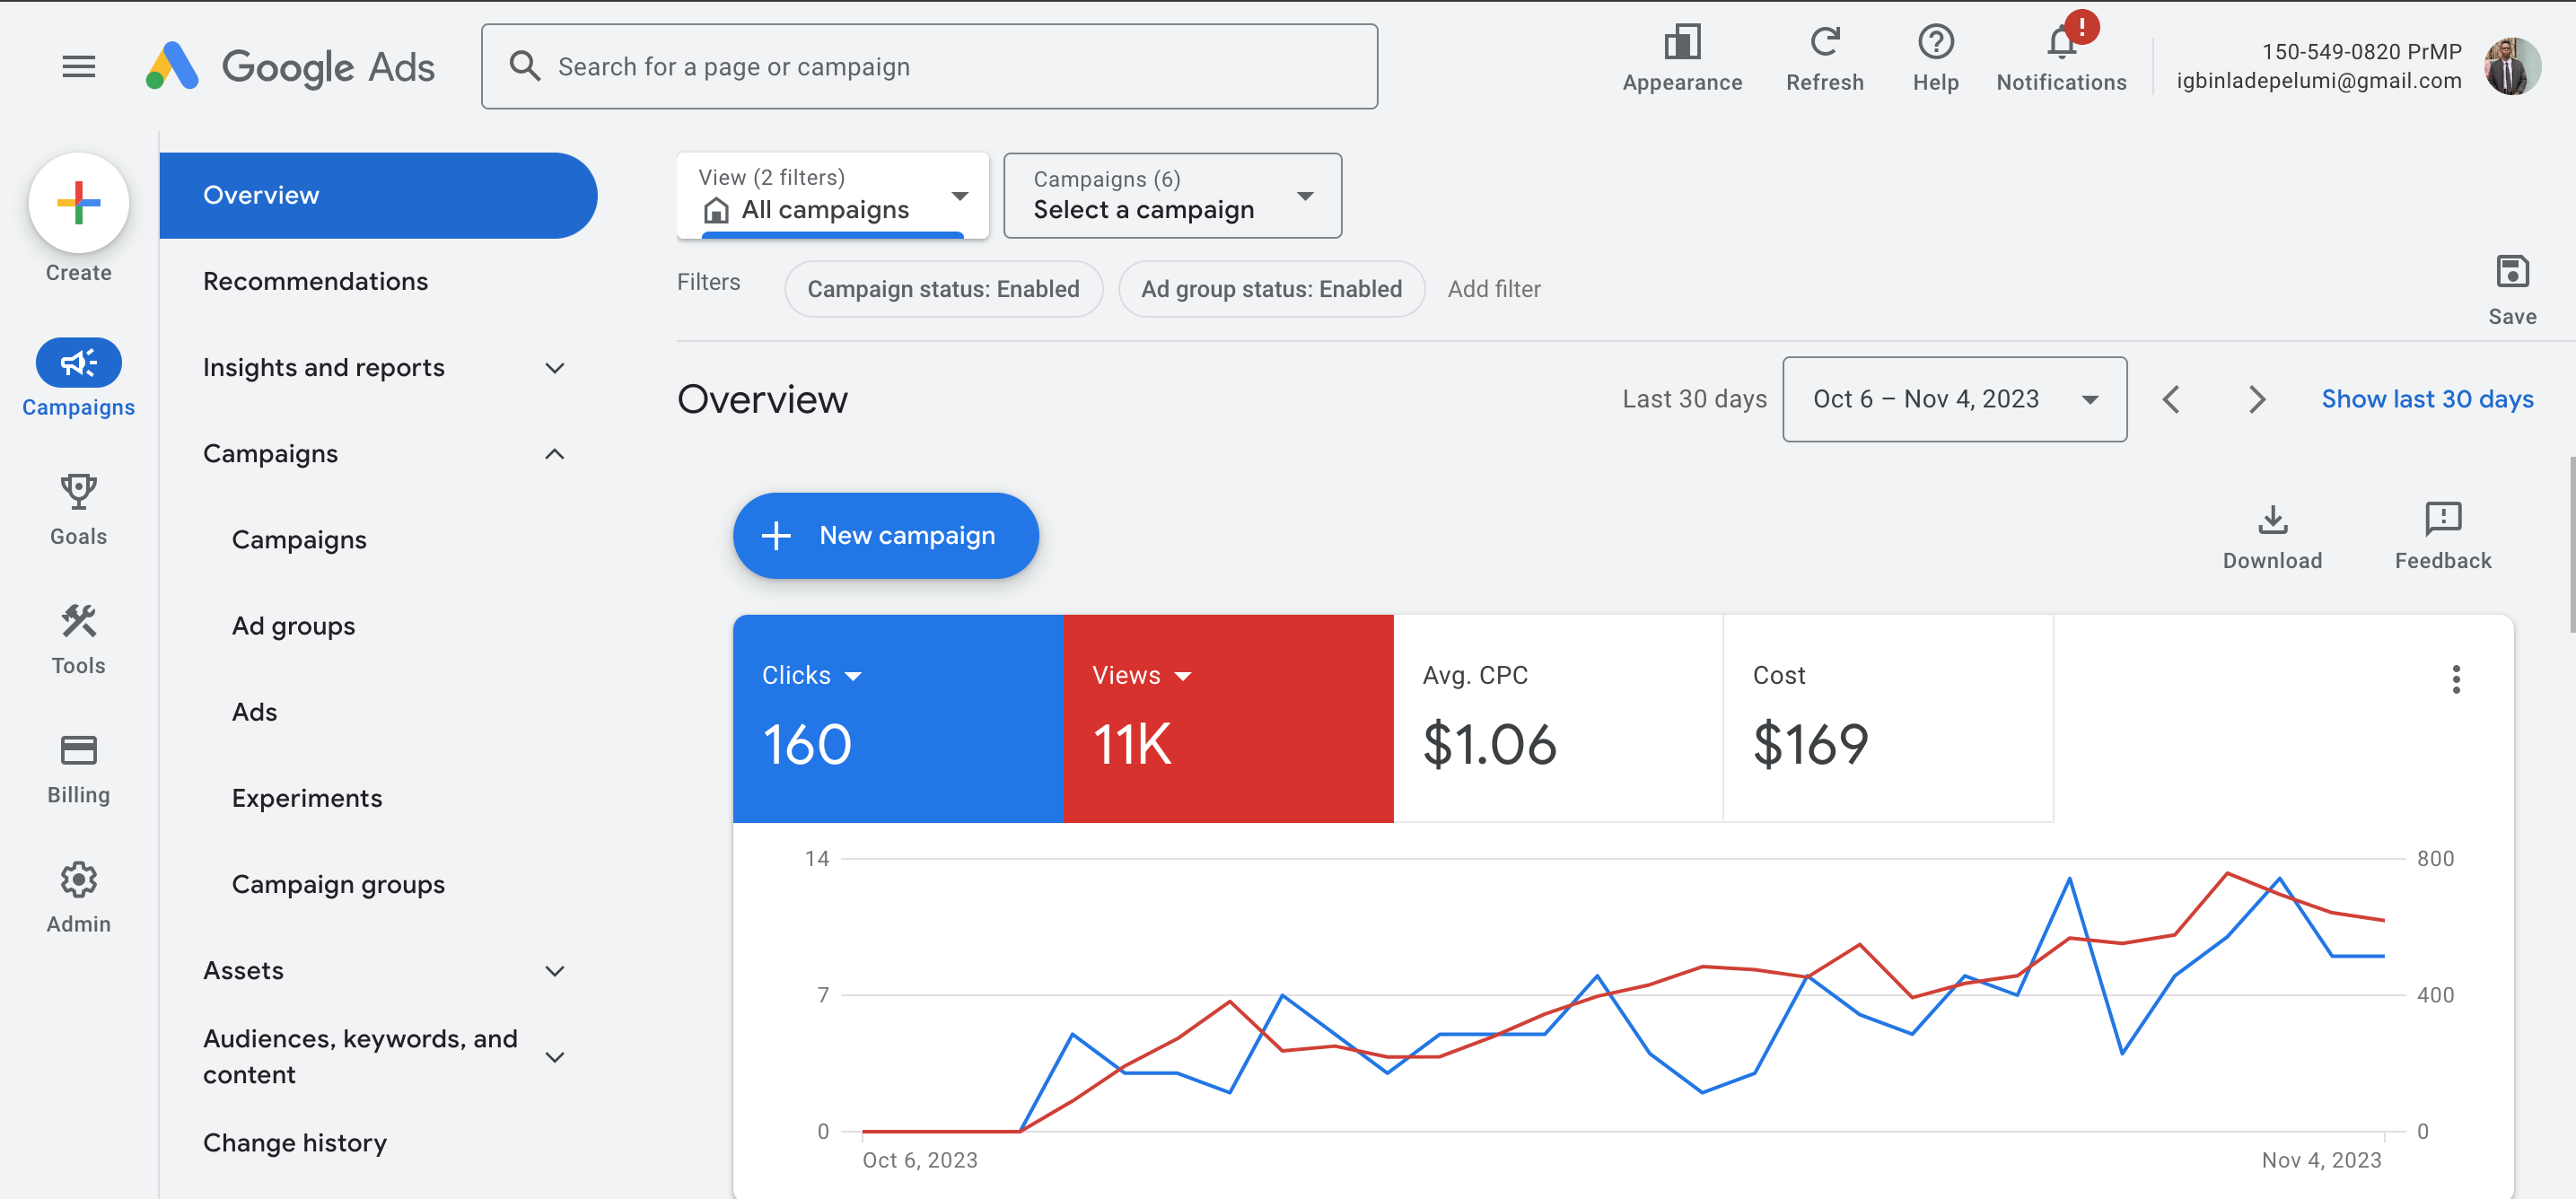 Google Ads
Search for a page or campaign
Appearance
Refresh
Help
Notifications
150-549-0820 PrMP
igbinladepelumi@gmail.com
Create
Campaigns
Goals
Tools
Billing
Admin
Overview
Recommendations
Insights and reports
Campaigns
Campaigns
Ad groups
Ads
Experiments
Campaign groups
Assets
Audiences, keywords, and
content
Change history
View (2 filters)
All campaigns
Campaigns (6)
Select a campaign
Filters
Campaign status: Enabled
Ad group status: Enabled
Add filter
Save
Overview
Last 30 days
Oct 6 – Nov 4, 2023
Show last 30 days
New campaign
Download
Feedback
Clicks
160
Views
11K
Avg. CPC
$1.06
Cost
$169
14
800
7
400
0
0
Oct 6, 2023
Nov 4, 2023